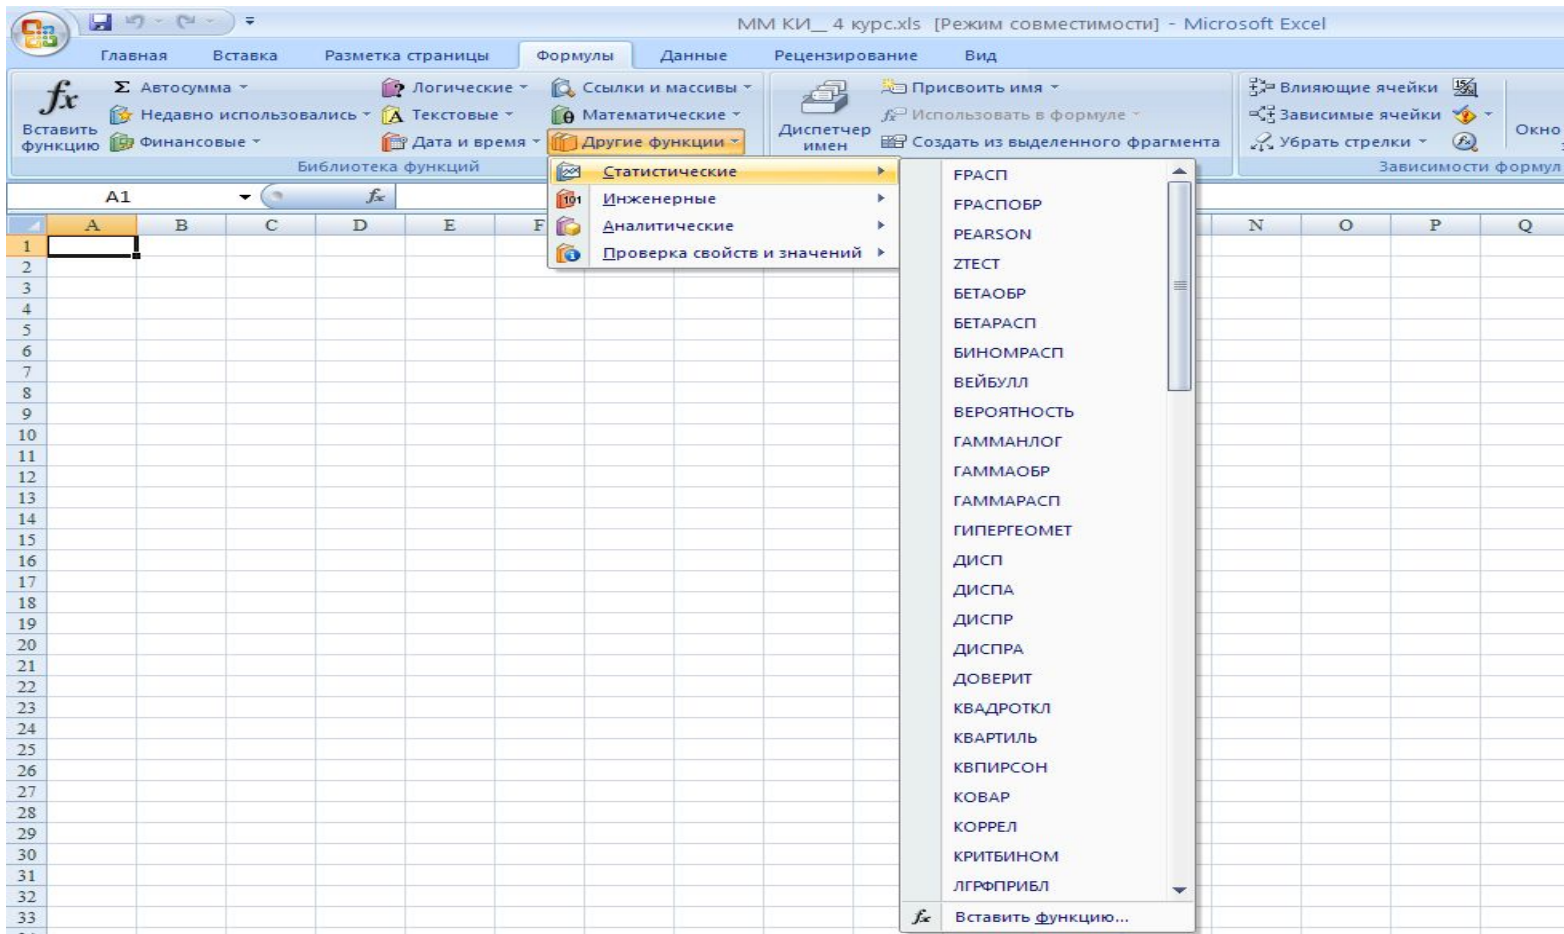 ММ КИ__ 4 курс.xls [Режим совместимости] - Microsoft Excel
Главная Вставка Разметка страницы Формулы Данные Рецензирование Вид
fx Вставить функцию
Σ Автосумма
Недавно использовались
Финансовые
Логические
Текстовые
Дата и время
Ссылки и массивы
Математические
Другие функции
Библиотека функций
Диспетчер имен
Присвоить имя
Использовать в формуле
Создать из выделенного фрагмента
Влияющие ячейки
Зависимые ячейки
Убрать стрелки
Окно
Зависимости формул
A1 fx
Статистические
Инженерные
Аналитические
Проверка свойств и значений
FРАСП
FРАСПОБР
PEARSON
ZТЕСТ
БЕТАОБР
БЕТАРАСП
БИНОМРАСП
ВЕЙБУЛЛ
ВЕРОЯТНОСТЬ
ГАММАНЛОГ
ГАММАОБР
ГАММАРАСП
ГИПЕРГЕОМЕТ
ДИСП
ДИСПА
ДИСПР
ДИСПРА
ДОВЕРИТ
КВАДРОТКЛ
КВАРТИЛЬ
КВПИРСОН
КОВАР
КОРРЕЛ
КРИТБИНОМ
ЛГРФПРИБЛ
fx Вставить функцию...
A B C D E F N O P Q
1
2
3
4
5
6
7
8
9
10
11
12
13
14
15
16
17
18
19
20
21
22
23
24
25
26
27
28
29
30
31
32
33